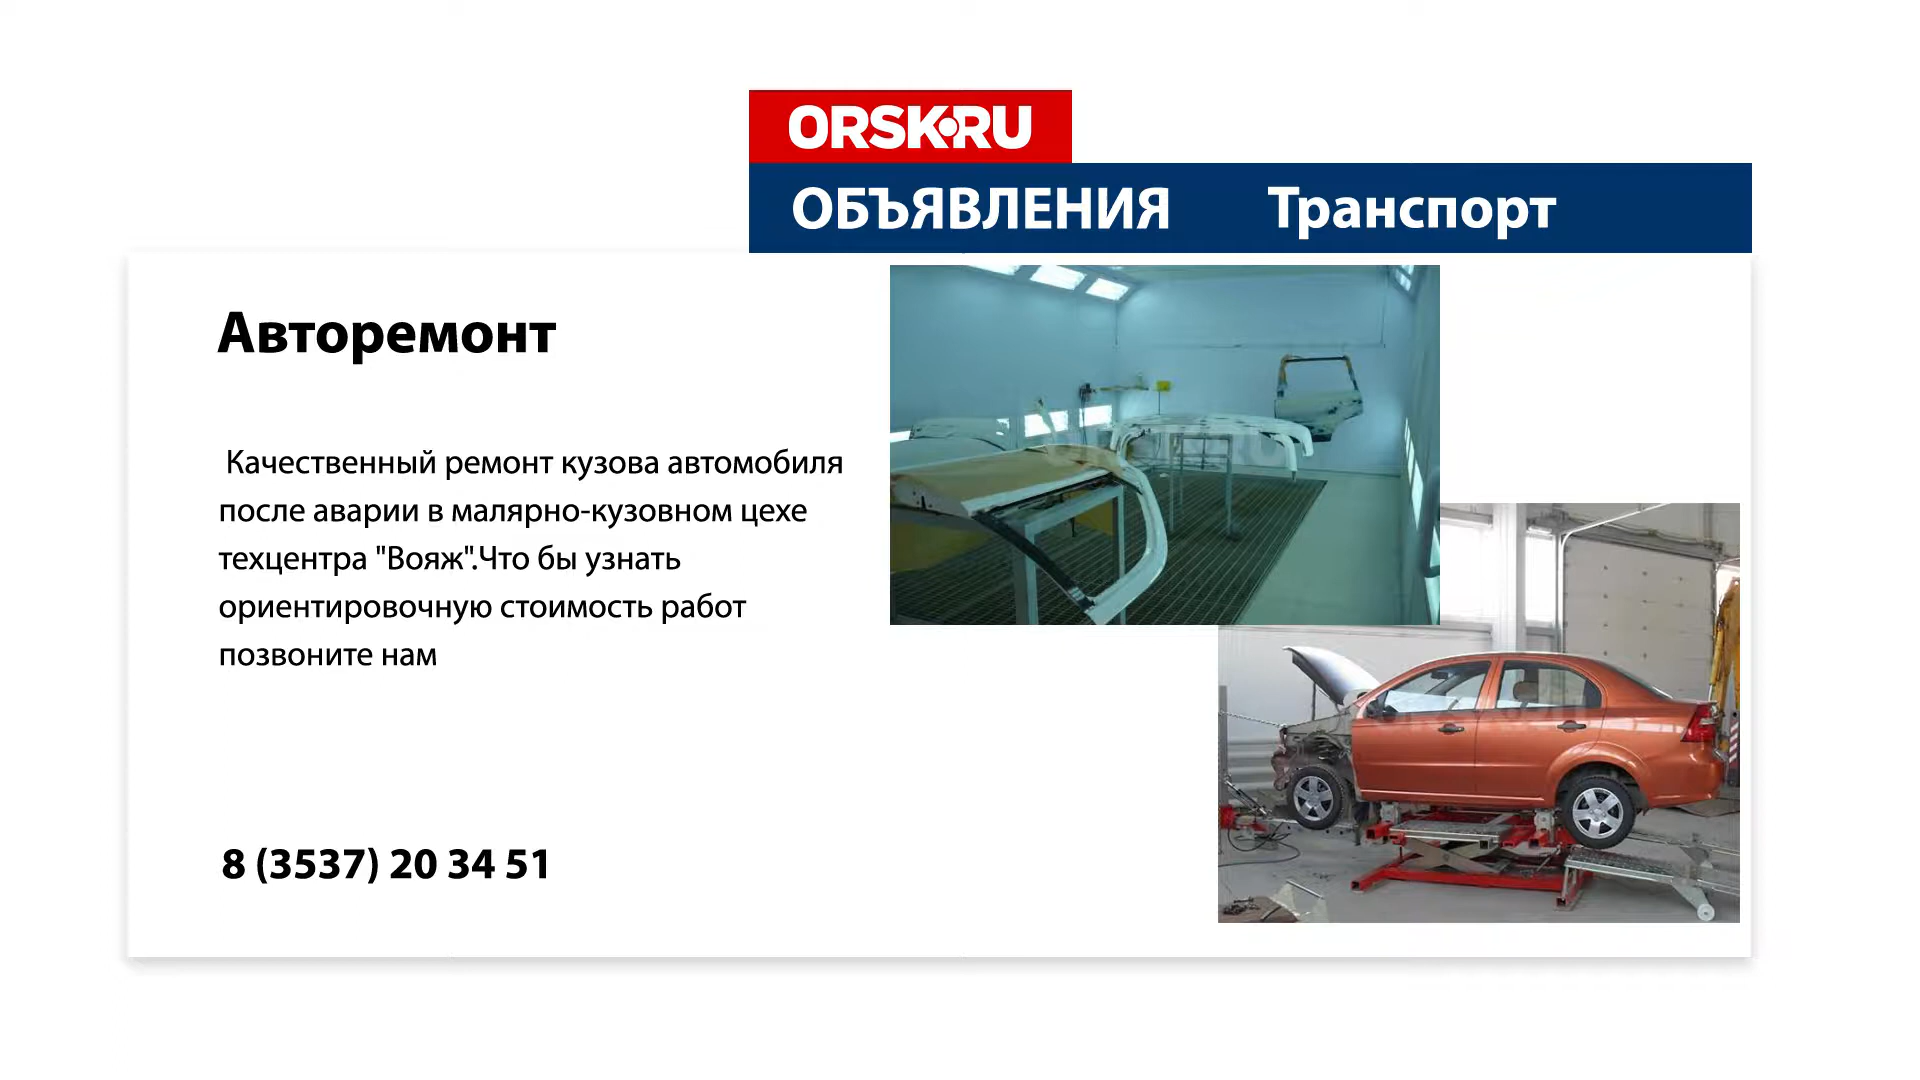 ORSK.RU
ОБЪЯВЛЕНИЯ Транспорт
Авторемонт
Качественный ремонт кузова автомобиля
после аварии в малярно-кузовном цехе
техцентра "Вояж".Что бы узнать
ориентировочную стоимость работ
позвоните нам
8 (3537) 20 34 51